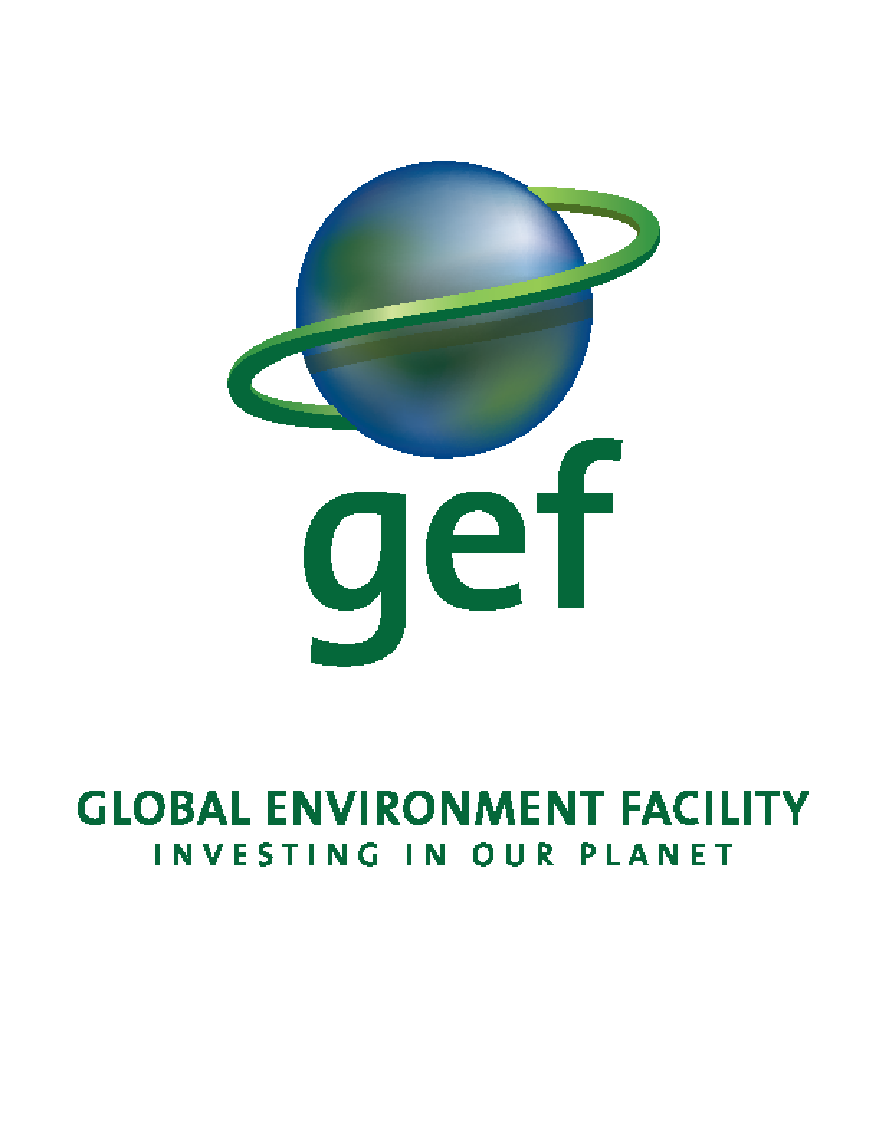 gef
GLOBAL ENVIRONMENT FACILITY
INVESTING IN OUR PLANET